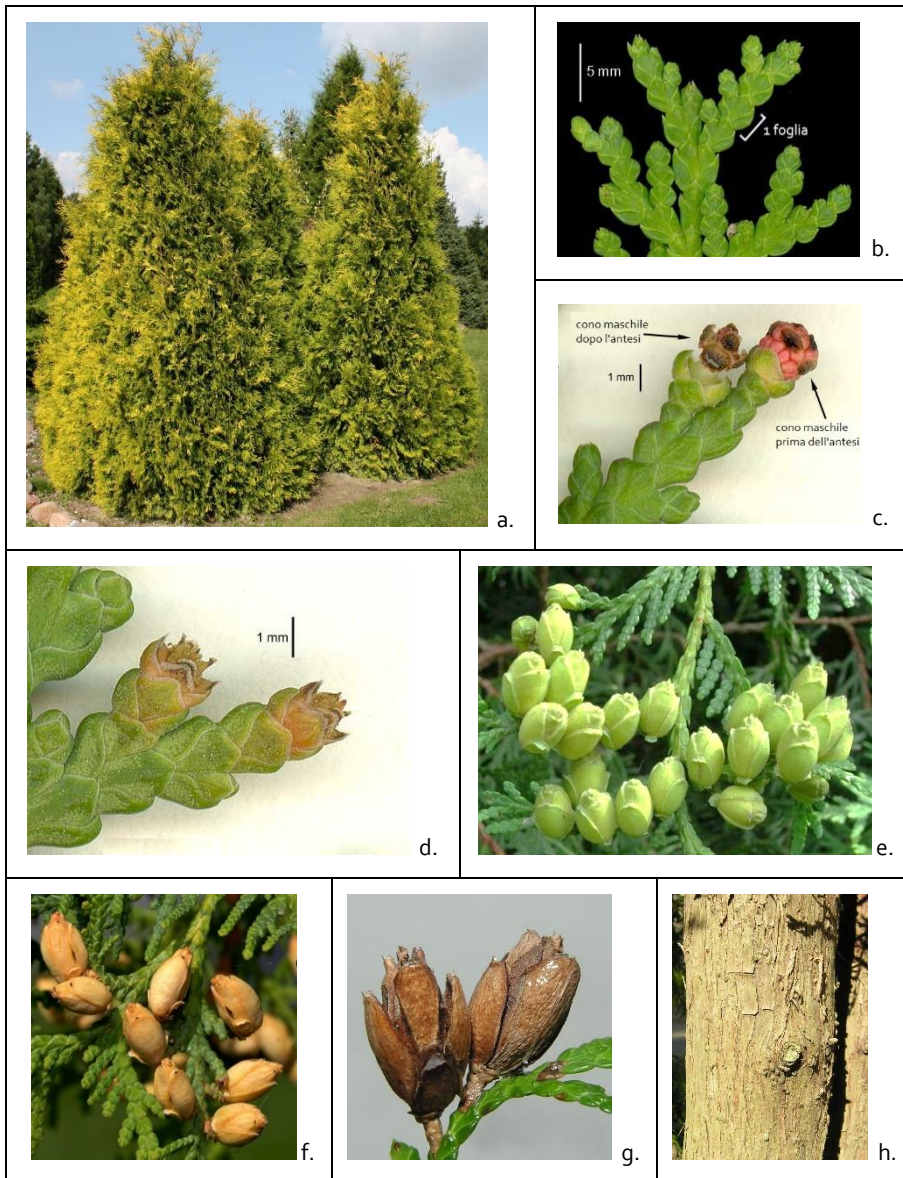 a.
5 mm
1 foglia
b.
cono maschile
dopo l'antesi
1 mm
cono maschile
prima dell'antesi
c.
1 mm
d.
e.
f.
g.
h.